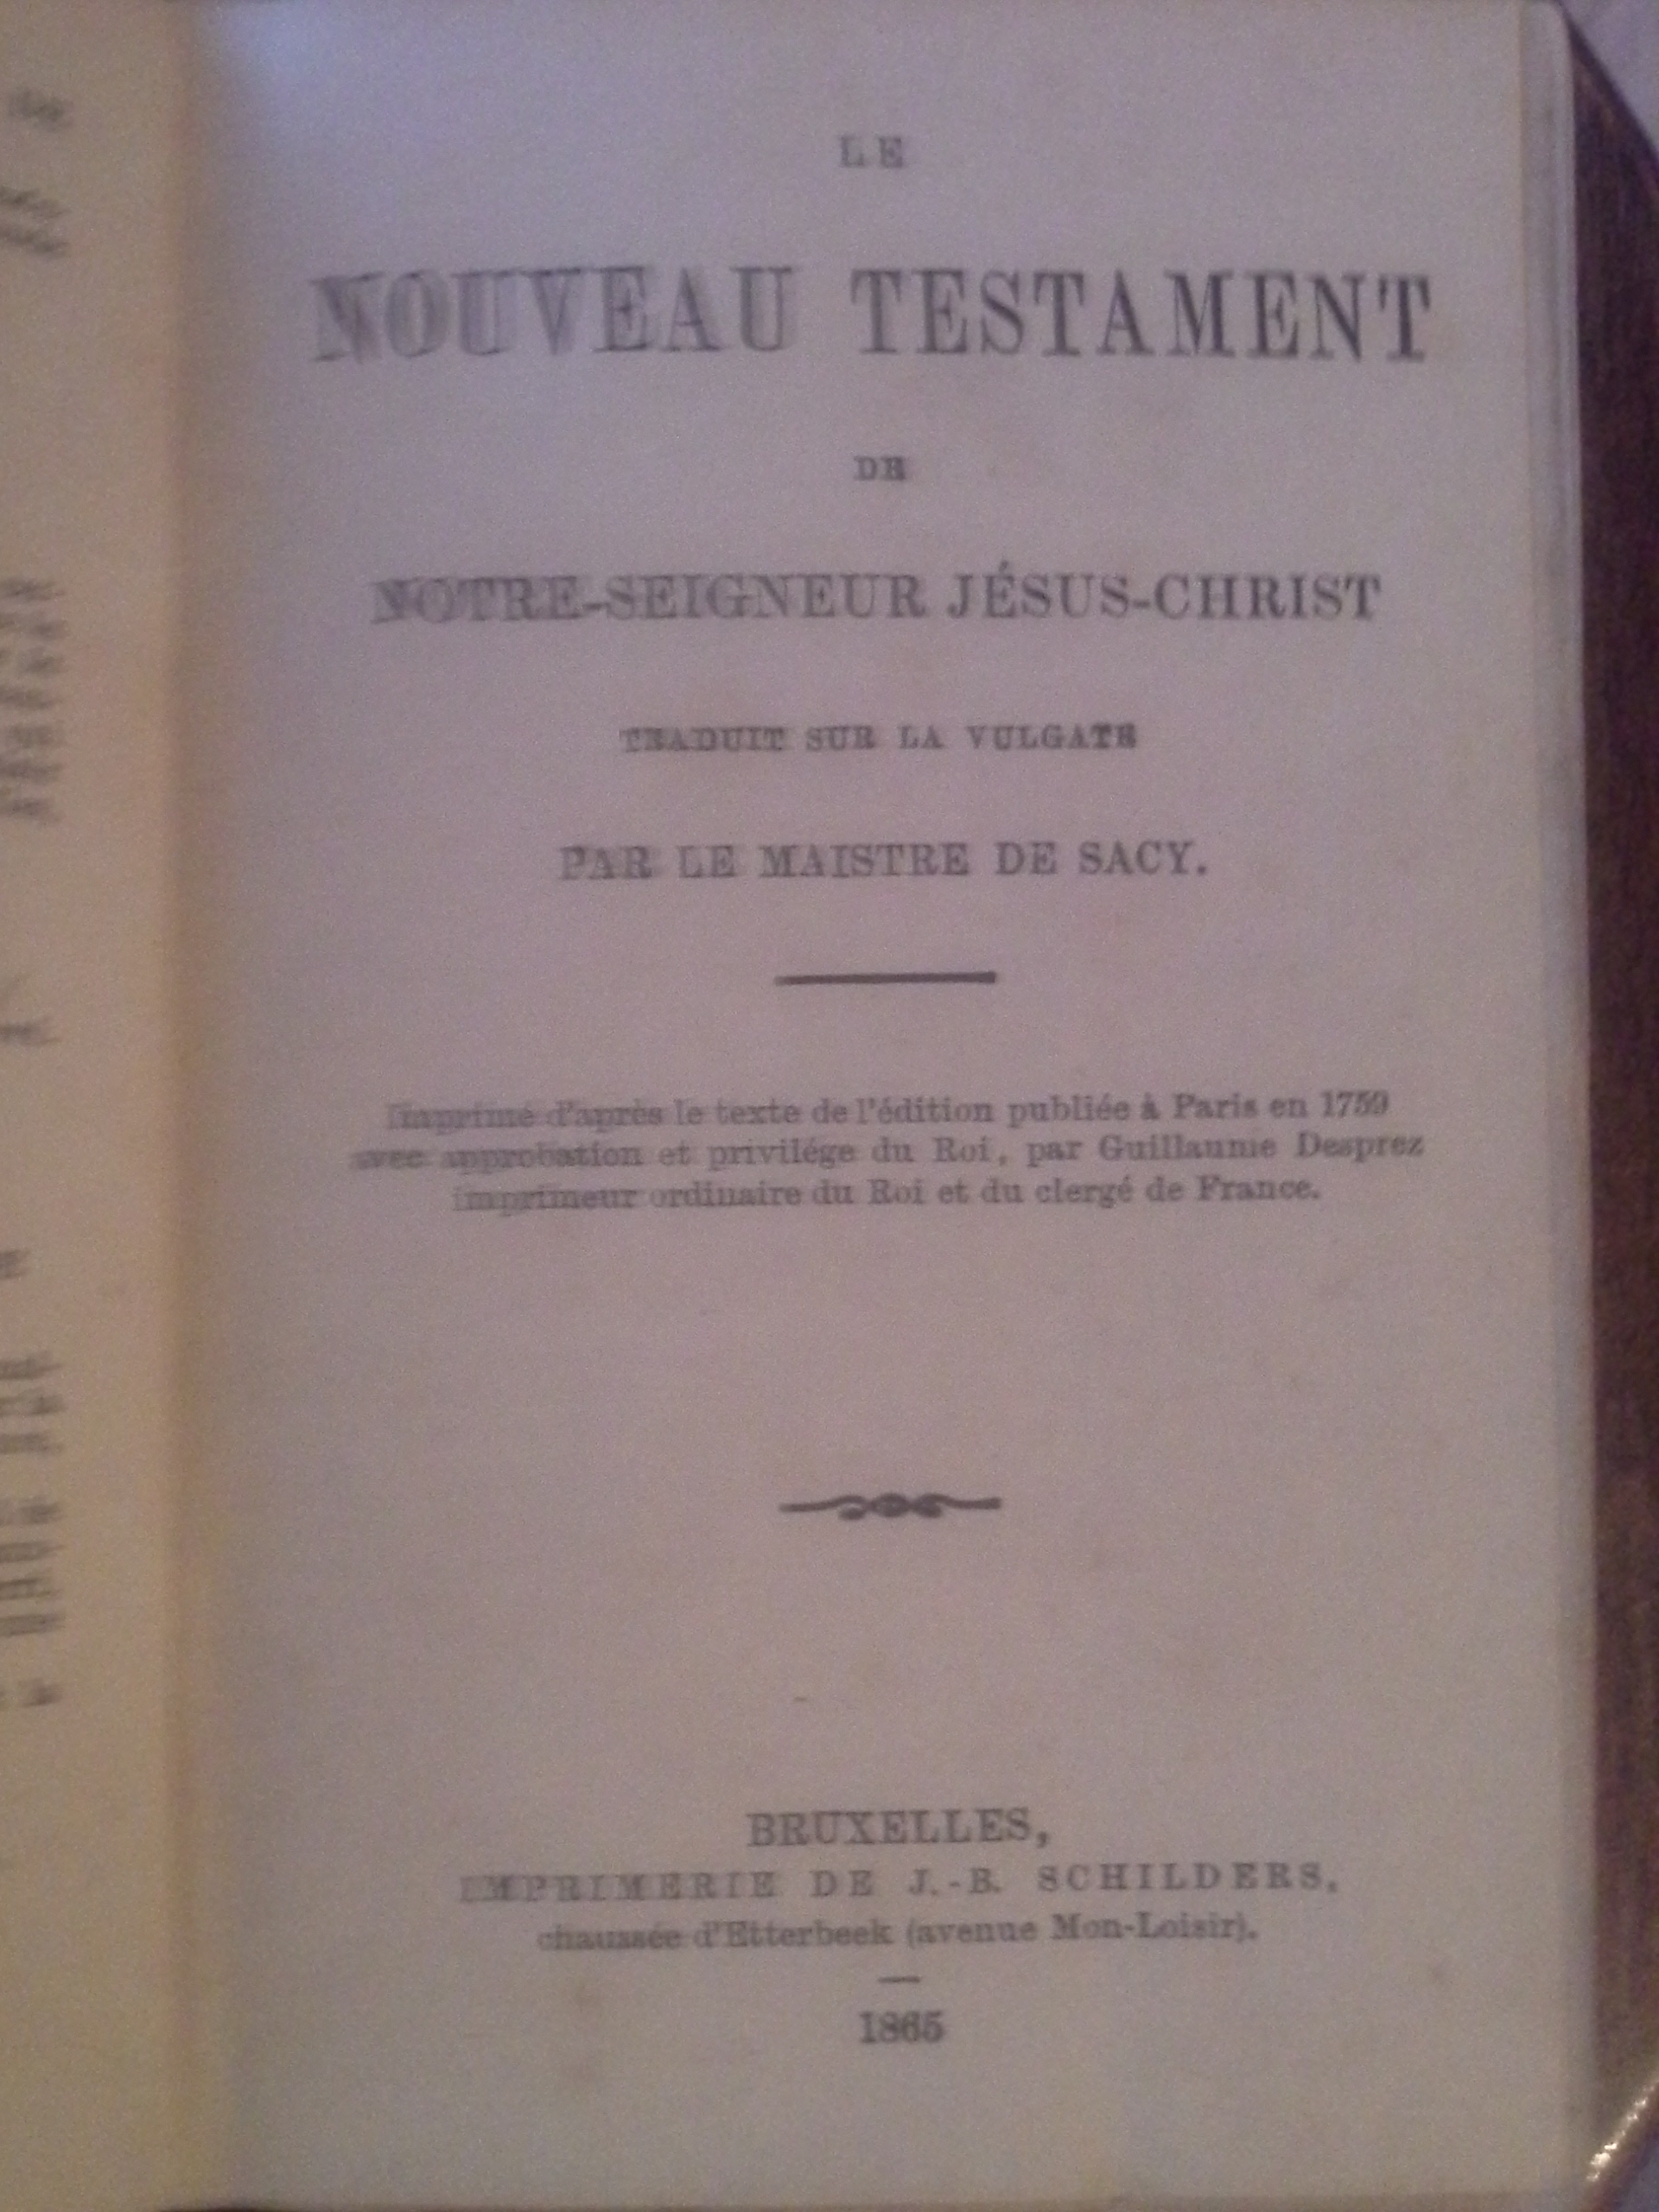 LE
NOUVEAU TESTAMENT
DE
NOTRE-SEIGNEUR JÉSUS-CHRIST
TRADUIT SUR LA VULGATE
PAR LE MAISTRE DE SACY.
Imprimé d'après le texte de l'édition publiée à Paris en 1759
avec approbation et privilége du Roi, par Guillaume Desprez
imprimeur ordinaire du Roi et du clergé de France.
BRUXELLES,
IMPRIMERIE DE J.-B. SCHILDERS,
chaussée d'Etterbeek (avenue Mon-Loisir).
1865